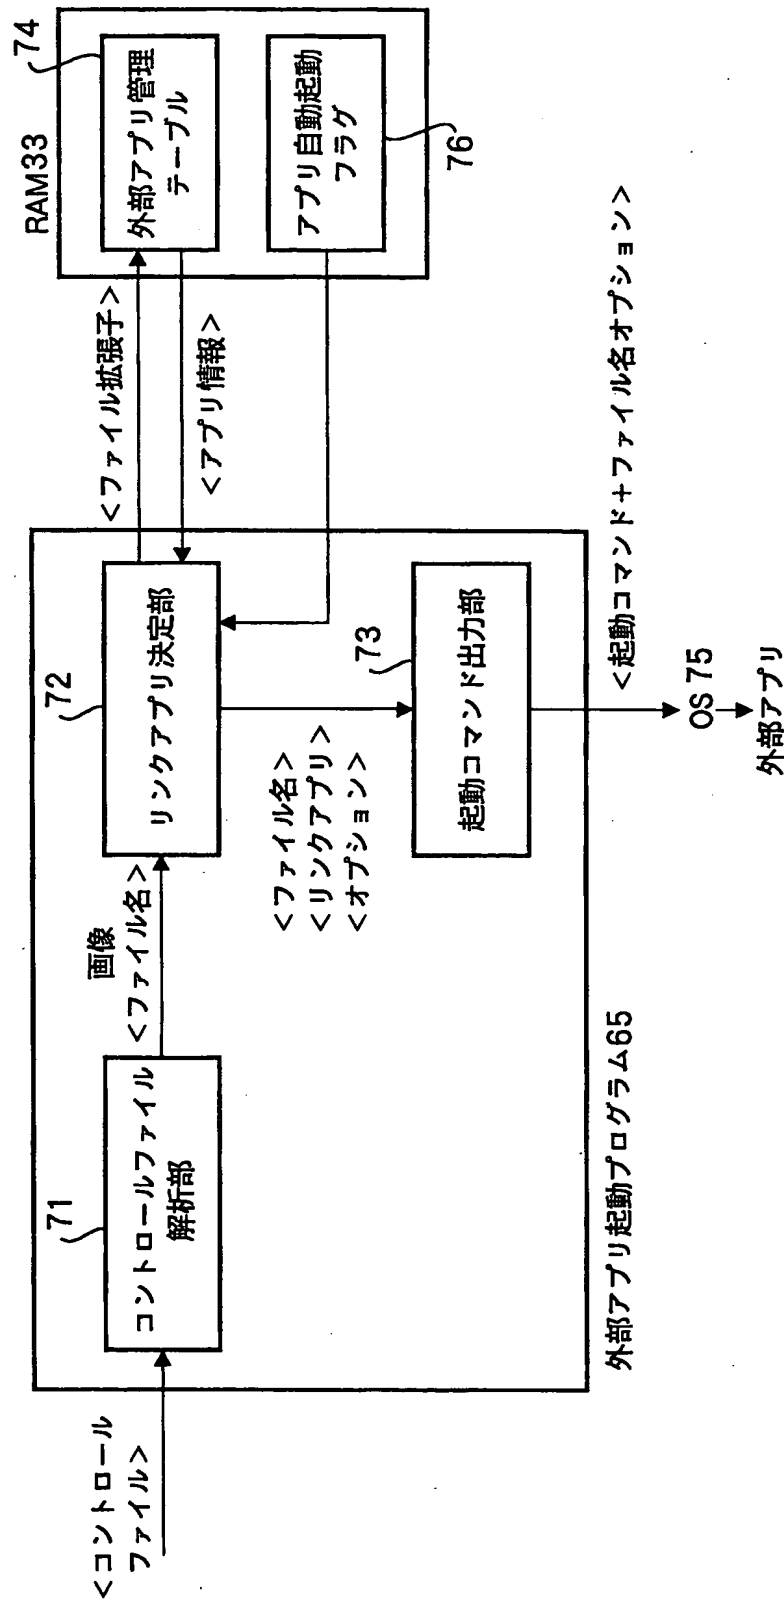 <コントロール
ファイル>
71
コントロールファイル
解析部
画像
<ファイル名>
72
リンクアプリ決定部
<ファイル拡張子>
<アプリ情報>
RAM33
74
外部アプリ管理
テーブル
アプリ自動起動
フラグ
76
<ファイル名>
<リンクアプリ>
<オプション>
73
起動コマンド出力部
<起動コマンド+ファイル名オプション>
OS 75
外部アプリ
外部アプリ起動プログラム65